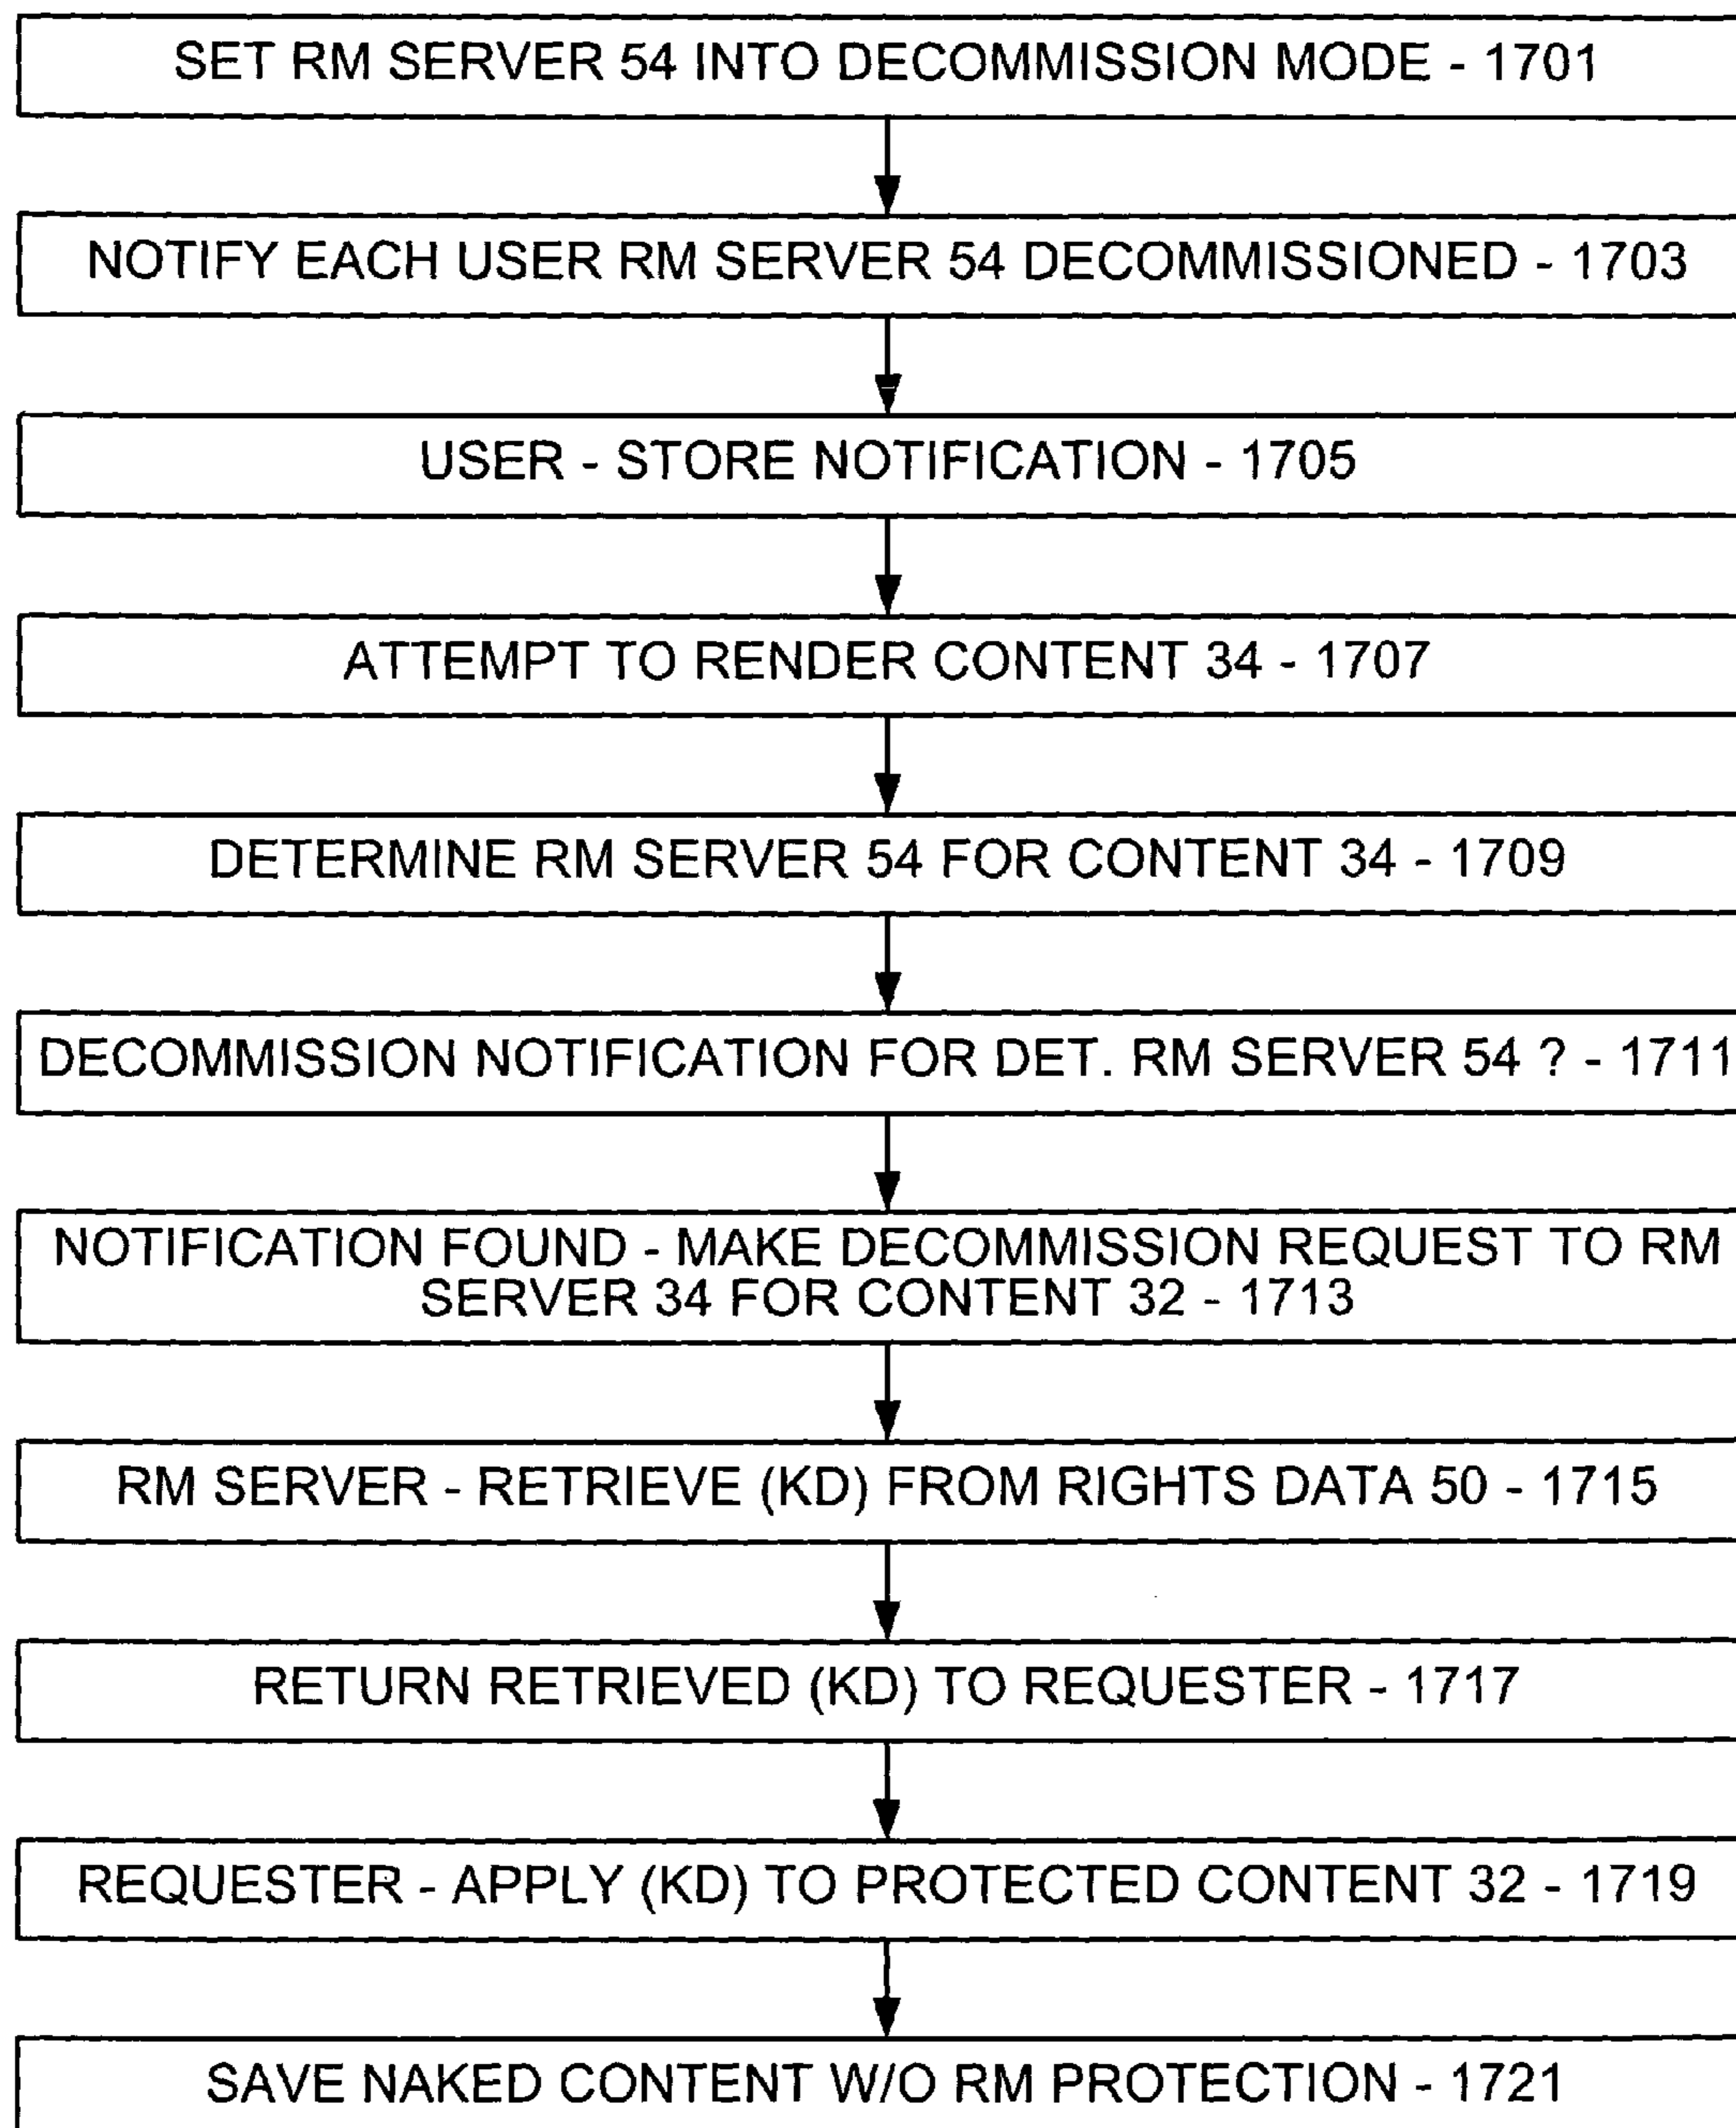 SET RM SERVER 54 INTO DECOMMISSION MODE - 1701
NOTIFY EACH USER RM SERVER 54 DECOMMISSIONED - 1703
USER - STORE NOTIFICATION - 1705
ATTEMPT TO RENDER CONTENT 34 - 1707
DETERMINE RM SERVER 54 FOR CONTENT 34 - 1709
DECOMMISSION NOTIFICATION FOR DET. RM SERVER 54 ? - 1711
NOTIFICATION FOUND - MAKE DECOMMISSION REQUEST TO RM
SERVER 34 FOR CONTENT 32 - 1713
RM SERVER - RETRIEVE (KD) FROM RIGHTS DATA 50 - 1715
RETURN RETRIEVED (KD) TO REQUESTER - 1717
REQUESTER - APPLY (KD) TO PROTECTED CONTENT 32 - 1719
SAVE NAKED CONTENT W/O RM PROTECTION - 1721